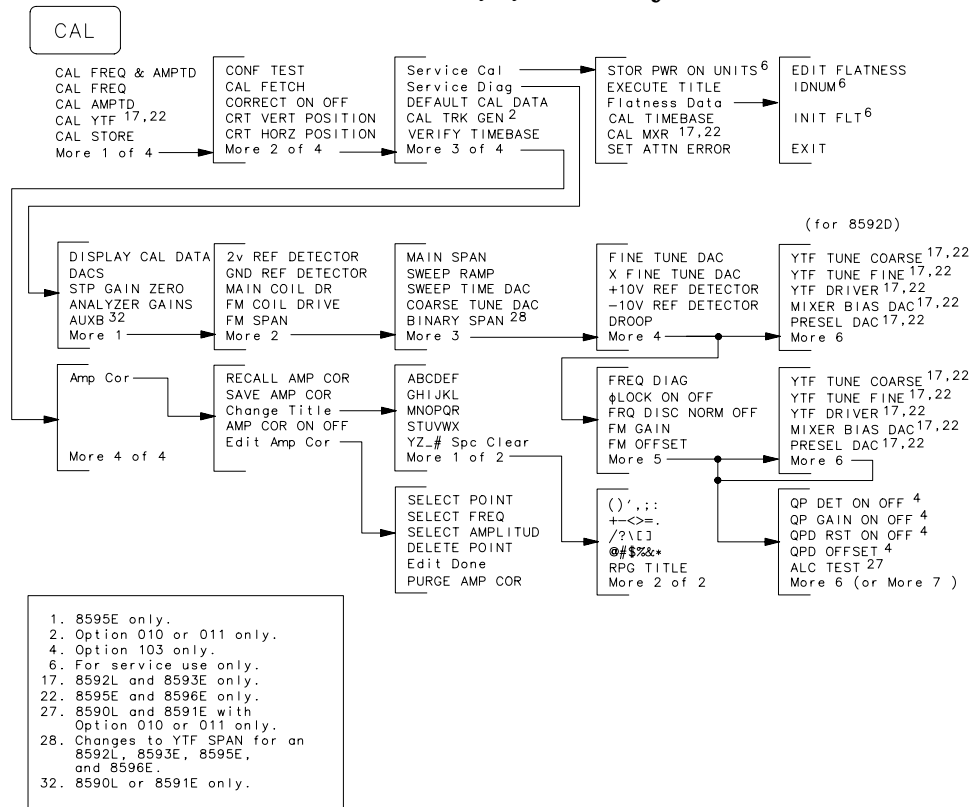 CAL
CAL FREQ & AMPTD
CAL FREQ
CAL AMPTD
CAL YTF 17,22
CAL STORE
More 1 of 4
CONF TEST
CAL FETCH
CORRECT ON OFF
CRT VERT POSITION
CRT HORZ POSITION
More 2 of 4
Service Cal
Service Diag
DEFAULT CAL DATA
CAL TRK GEN 2
VERIFY TIMEBASE
More 3 of 4
STOR PWR ON UNITS 6
EXECUTE TITLE
Flatness Data
CAL TIMEBASE
CAL MXR 17,22
SET ATTN ERROR
EDIT FLATNESS
IDNUM 6
INIT FLT 6
EXIT
DISPLAY CAL DATA
DACS
STP GAIN ZERO
ANALYZER GAINS
AUXB 32
More 1
2v REF DETECTOR
GND REF DETECTOR
MAIN COIL DR
FM COIL DRIVE
FM SPAN
More 2
MAIN SPAN
SWEEP RAMP
SWEEP TIME DAC
COARSE TUNE DAC
BINARY SPAN 28
More 3
FINE TUNE DAC
X FINE TUNE DAC
+10V REF DETECTOR
−10V REF DETECTOR
DROOP
More 4
(for 8592D)
YTF TUNE COARSE 17,22
YTF TUNE FINE 17,22
YTF DRIVER 17,22
MIXER BIAS DAC 17,22
PRESEL DAC 17,22
More 6
Amp Cor
More 4 of 4
RECALL AMP COR
SAVE AMP COR
Change Title
AMP COR ON OFF
Edit Amp Cor
ABCDEF
GHIJKL
MNOPQR
STUVWX
YZ_# Spc Clear
More 1 of 2
FREQ DIAG
φLOCK ON OFF
FRQ DISC NORM OFF
FM GAIN
FM OFFSET
More 5
YTF TUNE COARSE 17,22
YTF TUNE FINE 17,22
YTF DRIVER 17,22
MIXER BIAS DAC 17,22
PRESEL DAC 17,22
More 6
SELECT POINT
SELECT FREQ
SELECT AMPLITUD
DELETE POINT
Edit Done
PURGE AMP COR
()',;:
+−<>=.
/?\[]
@#$%&*
RPG TITLE
More 2 of 2
QP DET ON OFF 4
QP GAIN ON OFF 4
QPD RST ON OFF 4
QPD OFFSET 4
ALC TEST 27
More 6 (or More 7 )
1. 8595E only.
2. Option 010 or 011 only.
4. Option 103 only.
6. For service use only.
17. 8592L and 8593E only.
22. 8595E and 8596E only.
27. 8590L and 8591E with
Option 010 or 011 only.
28. Changes to YTF SPAN for an
8592L, 8593E, 8595E,
and 8596E.
32. 8590L or 8591E only.